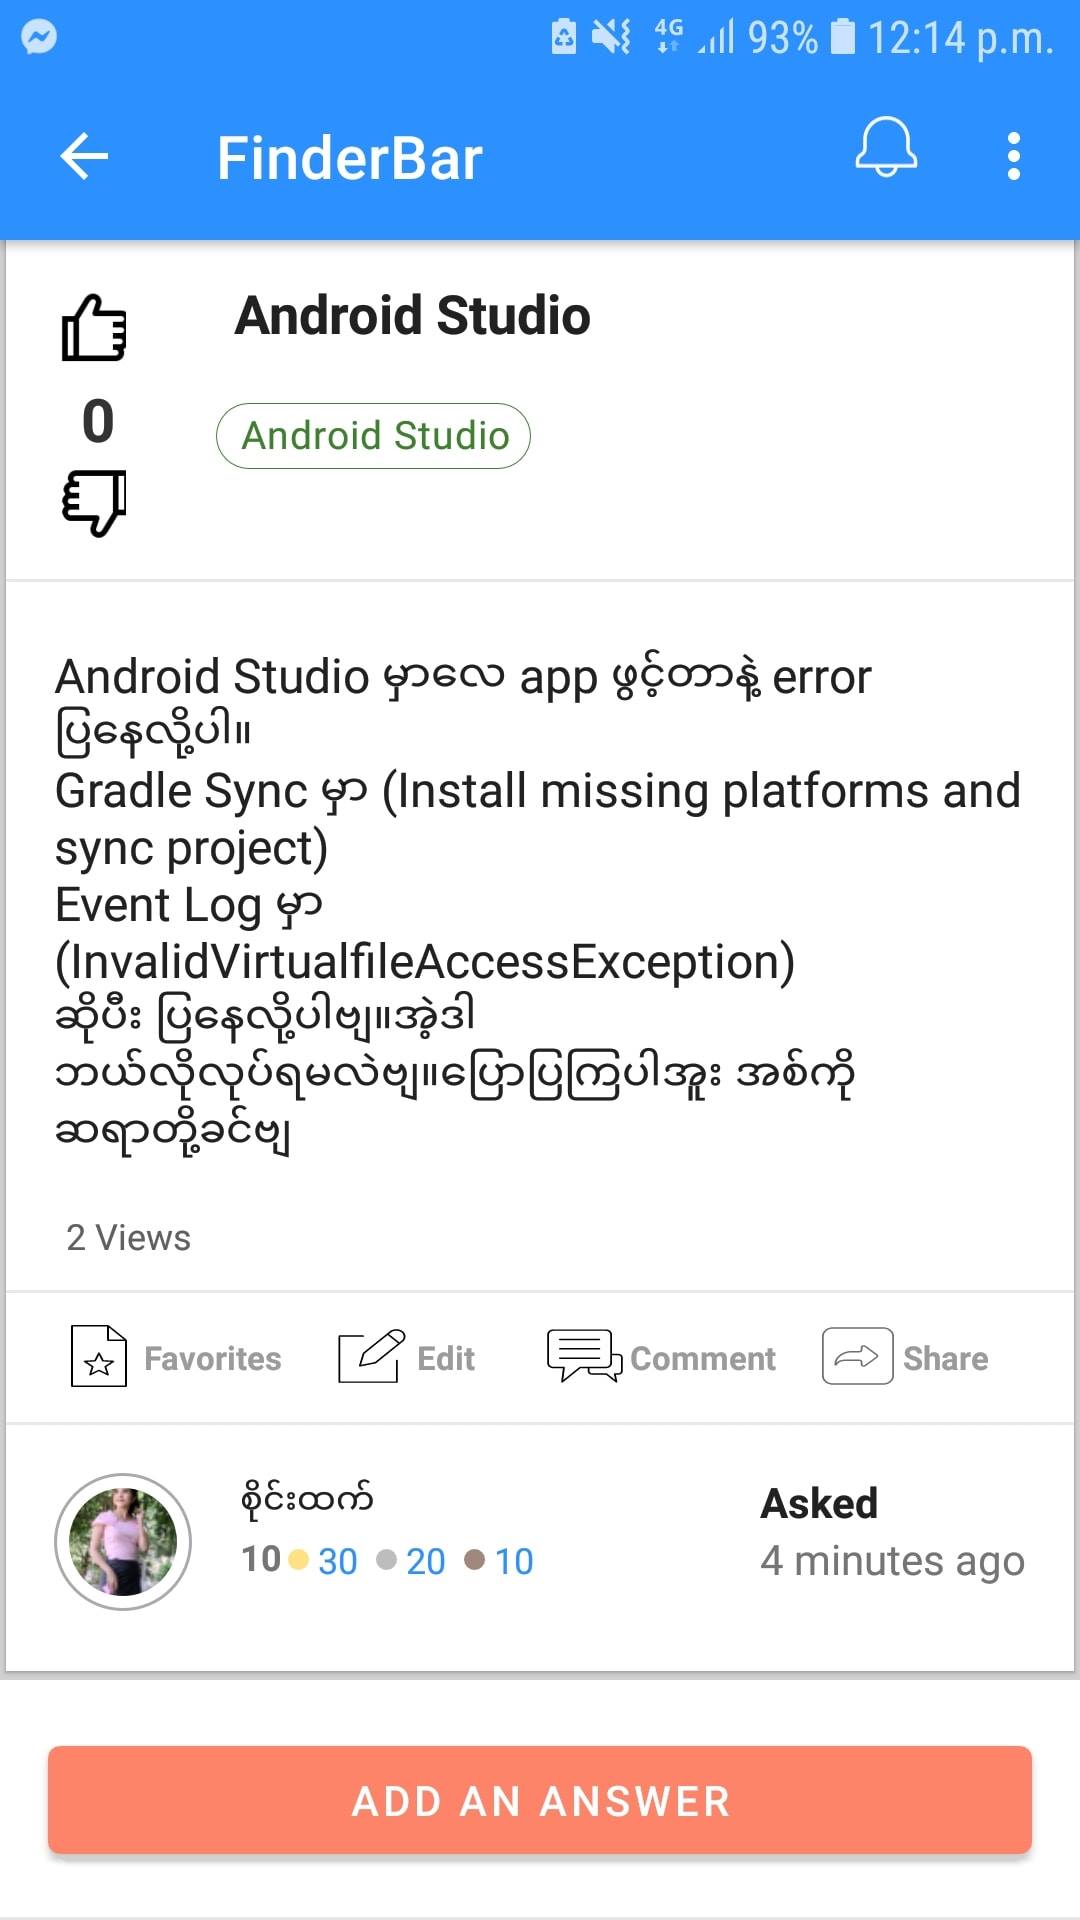 4G 93% 12:14 p.m.
FinderBar
Android Studio
0
Android Studio
Android Studio မှာလေ app ဖွင့်တာနဲ့ error
ပြနေလို့ပါ။
Gradle Sync မှာ (Install missing platforms and
sync project)
Event Log မှာ
(InvalidVirtualfileAccessException)
ဆိုပီး ပြနေလို့ပါဗျ။အဲ့ဒါ
ဘယ်လိုလုပ်ရမလဲဗျ။ပြောပြကြပါအူး အစ်ကို
ဆရာတို့ခင်ဗျ
2 Views
Favorites Edit Comment Share
စိုင်းထက်
Asked
10 30 20 10
4 minutes ago
ADD AN ANSWER